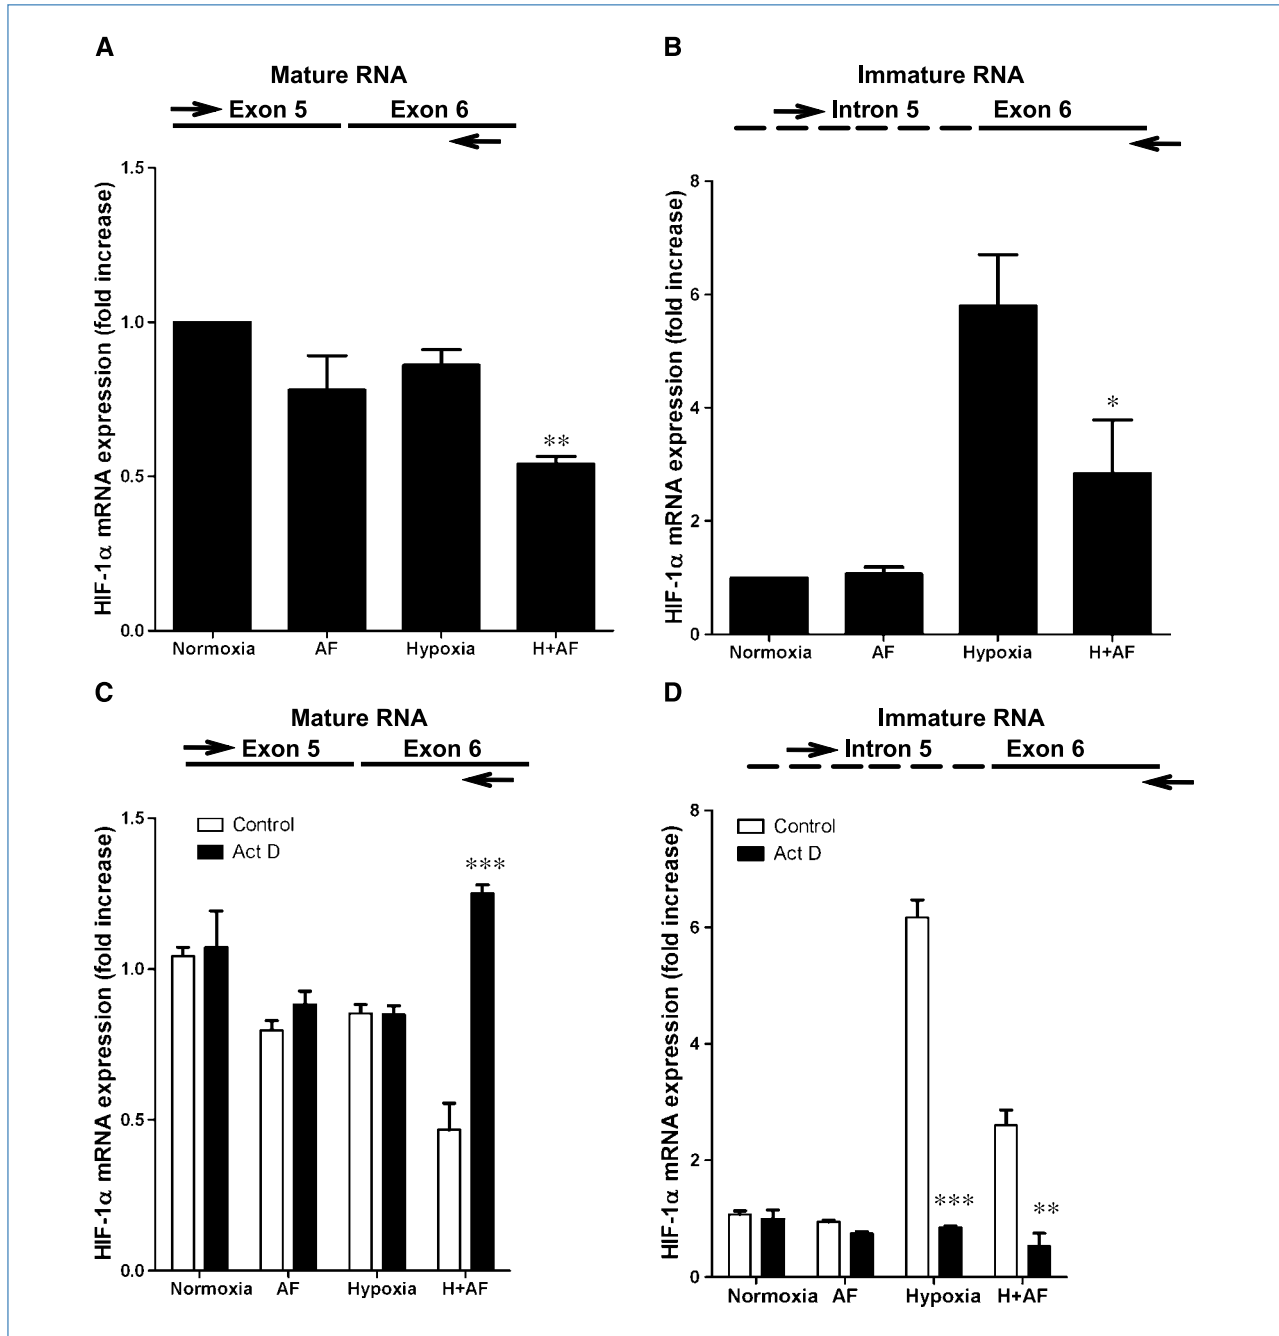 A
Mature RNA
Exon 5 Exon 6
HIF-1α mRNA expression (fold increase)
1.5
1.0
0.5
0.0
Normoxia AF Hypoxia H+AF
**
B
Immature RNA
Intron 5 Exon 6
HIF-1α mRNA expression (fold increase)
8
6
4
2
0
Normoxia AF Hypoxia H+AF
*
C
Mature RNA
Exon 5 Exon 6
HIF-1α mRNA expression (fold increase)
1.5
1.0
0.5
0.0
Control
Act D
***
Normoxia AF Hypoxia H+AF
D
Immature RNA
Intron 5 Exon 6
HIF-1α mRNA expression (fold increase)
8
6
4
2
0
Control
Act D
***
**
Normoxia AF Hypoxia H+AF